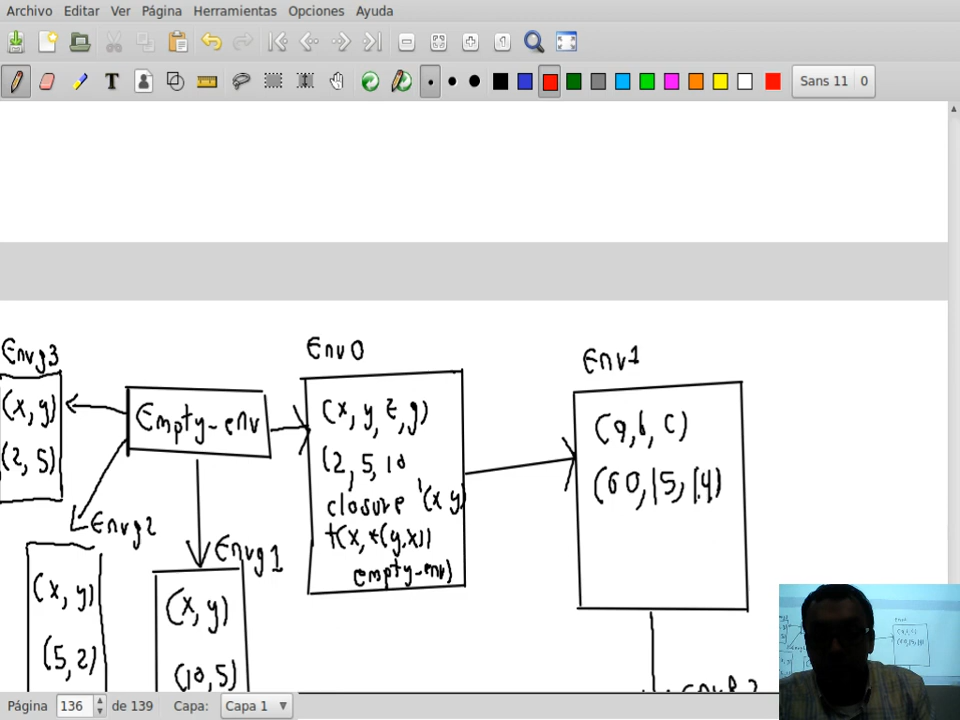 Archivo Editar Ver Página Herramientas Opciones Ayuda
T
Sans 11 0
Envg3
(x, y)
(2, 5)
Empty-env
Env0
(x, y, z, g)
(2, 5, 10
closure '(x y)
+(x, *(y,x))
empty-env)
Env1
(a, b, c)
(60, 15, 14)
Envg2
(x, y)
(5, 2)
Envg1
(x, y)
(10, 5)
Página 136 de 139 Capa: Capa 1